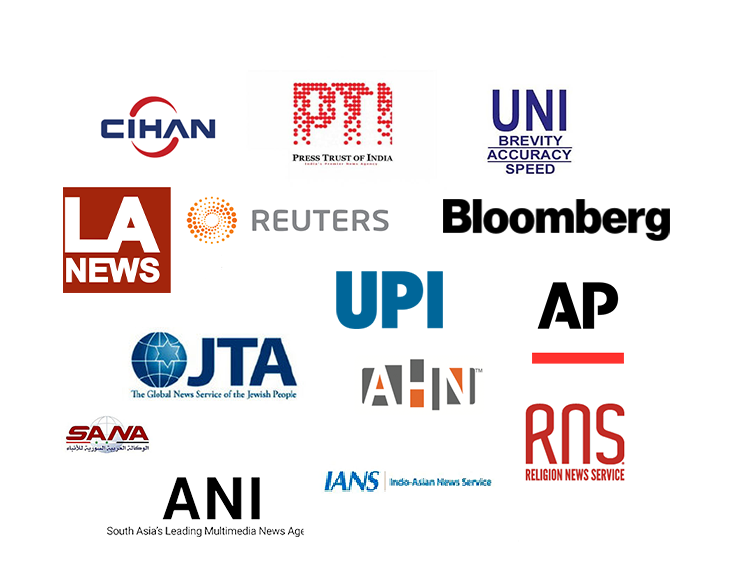 CIHAN
PTI
PRESS TRUST OF INDIA
India's Premier News Agency
UNI
BREVITY
ACCURACY
SPEED
LA
NEWS
REUTERS
Bloomberg
UPI
AP
JTA
The Global News Service of the Jewish People
AHN™
SANA
الوكالة العربية السورية للأنباء
RNS
RELIGION NEWS SERVICE
IANS Indo-Asian News Service
ANI
South Asia's Leading Multimedia News Age